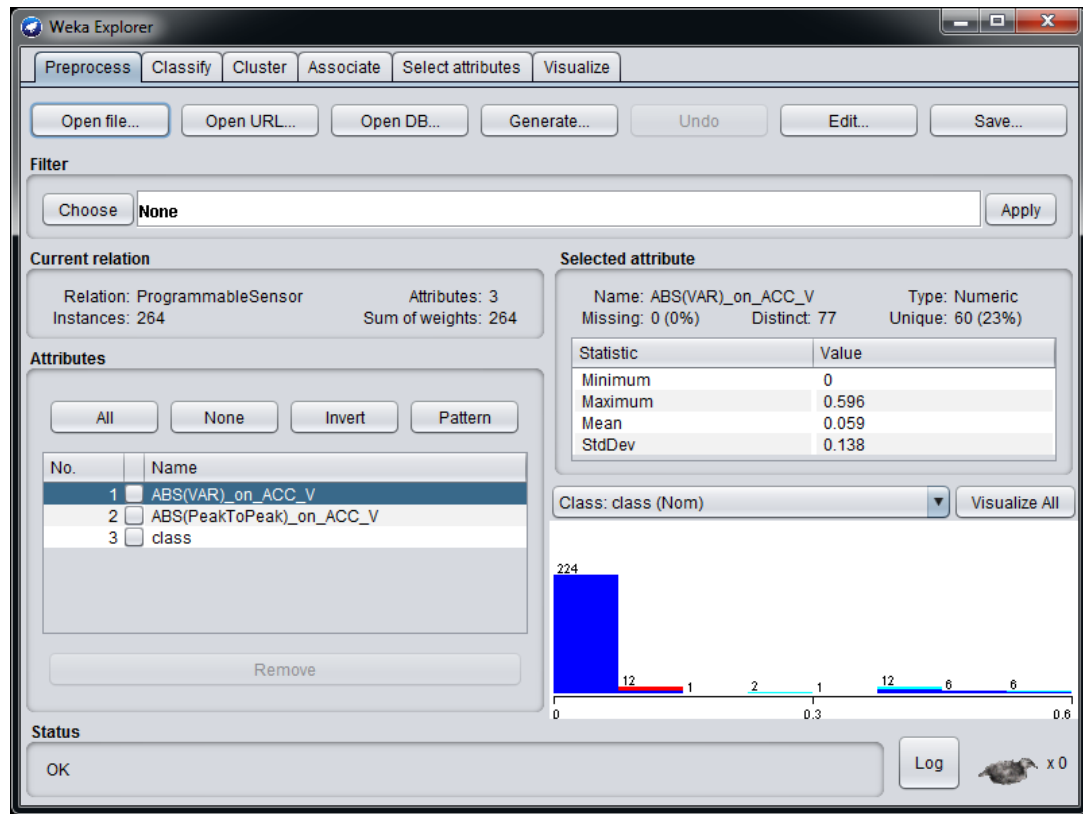 Weka Explorer
Preprocess Classify Cluster Associate Select attributes Visualize
Open file... Open URL... Open DB... Generate... Undo Edit... Save...
Filter
Choose None Apply
Current relation
Relation: ProgrammableSensor Attributes: 3
Instances: 264 Sum of weights: 264
Selected attribute
Name: ABS(VAR)_on_ACC_V Type: Numeric
Missing: 0 (0%) Distinct: 77 Unique: 60 (23%)
Statistic Value
Minimum 0
Maximum 0.596
Mean 0.059
StdDev 0.138
Attributes
All None Invert Pattern
No. Name
1 ABS(VAR)_on_ACC_V
2 ABS(PeakToPeak)_on_ACC_V
3 class
Remove
Class: class (Nom) Visualize All
224
12 1 2 1 12 6 6
0 0.3 0.6
Status
OK
Log x 0